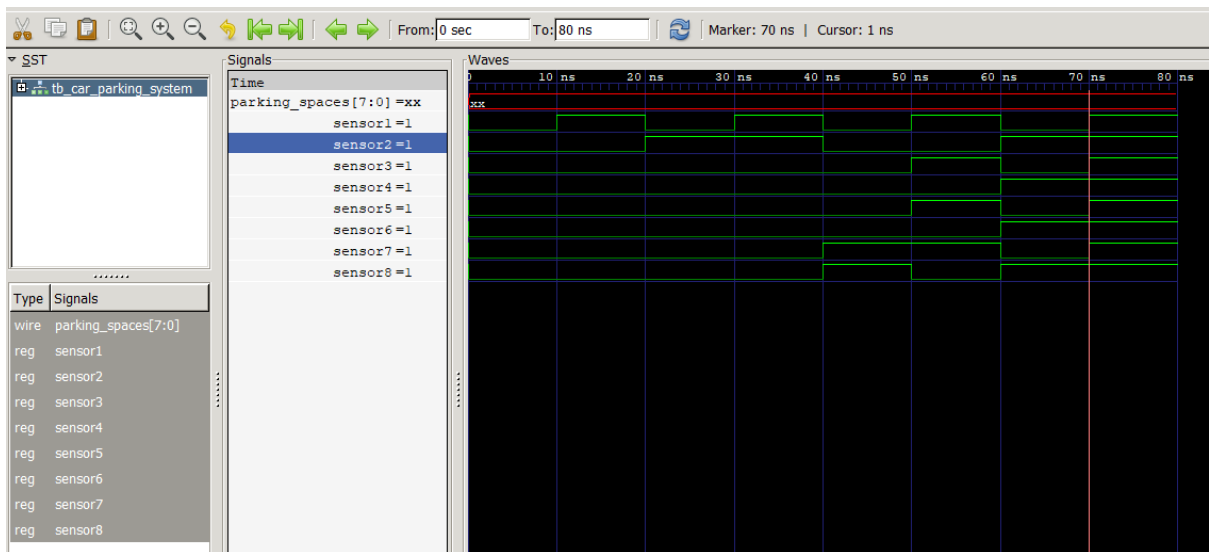 From: 0 sec To: 80 ns Marker: 70 ns | Cursor: 1 ns
SST
tb_car_parking_system
Signals
Time
parking_spaces[7:0] =xx
sensor1 =1
sensor2 =1
sensor3 =1
sensor4 =1
sensor5 =1
sensor6 =1
sensor7 =1
sensor8 =1
Waves
0 10 ns 20 ns 30 ns 40 ns 50 ns 60 ns 70 ns 80 ns
xx
Type Signals
wire parking_spaces[7:0]
reg sensor1
reg sensor2
reg sensor3
reg sensor4
reg sensor5
reg sensor6
reg sensor7
reg sensor8